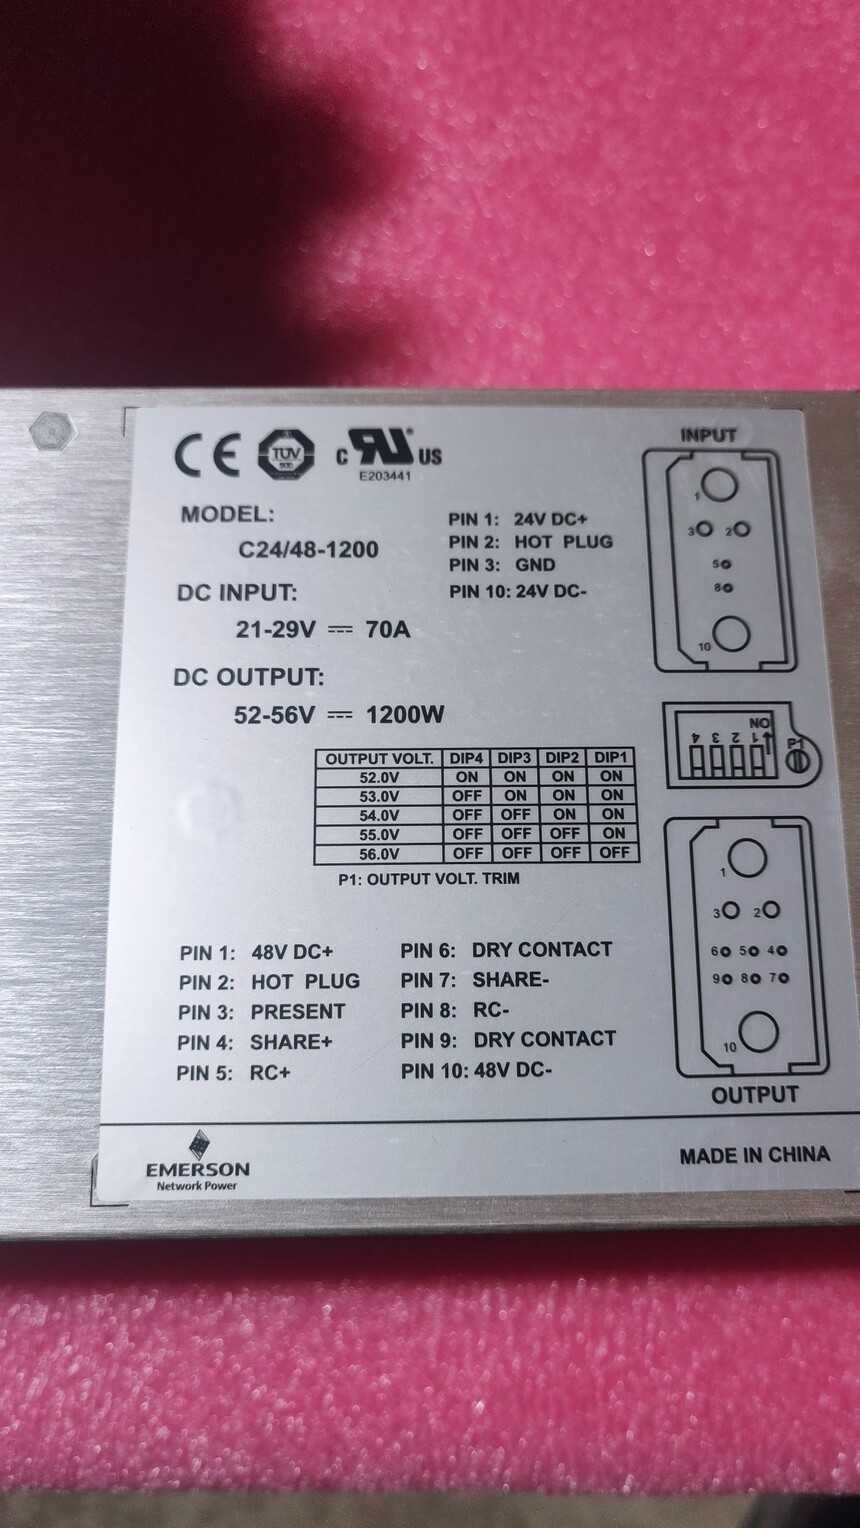 CE TÜV C RU US
E203441
MODEL:
C24/48-1200
DC INPUT:
21-29V 70A
DC OUTPUT:
52-56V 1200W
PIN 1: 24V DC+
PIN 2: HOT PLUG
PIN 3: GND
PIN 10: 24V DC-
INPUT
1
3 2
5
8
10
ON
4 3 2 1
P1
OUTPUT VOLT. DIP4 DIP3 DIP2 DIP1
52.0V ON ON ON ON
53.0V OFF ON ON ON
54.0V OFF OFF ON ON
55.0V OFF OFF OFF ON
56.0V OFF OFF OFF OFF
P1: OUTPUT VOLT. TRIM
PIN 1: 48V DC+
PIN 2: HOT PLUG
PIN 3: PRESENT
PIN 4: SHARE+
PIN 5: RC+
PIN 6: DRY CONTACT
PIN 7: SHARE-
PIN 8: RC-
PIN 9: DRY CONTACT
PIN 10: 48V DC-
1
3 2
6 5 4
9 8 7
10
OUTPUT
EMERSON
Network Power
MADE IN CHINA